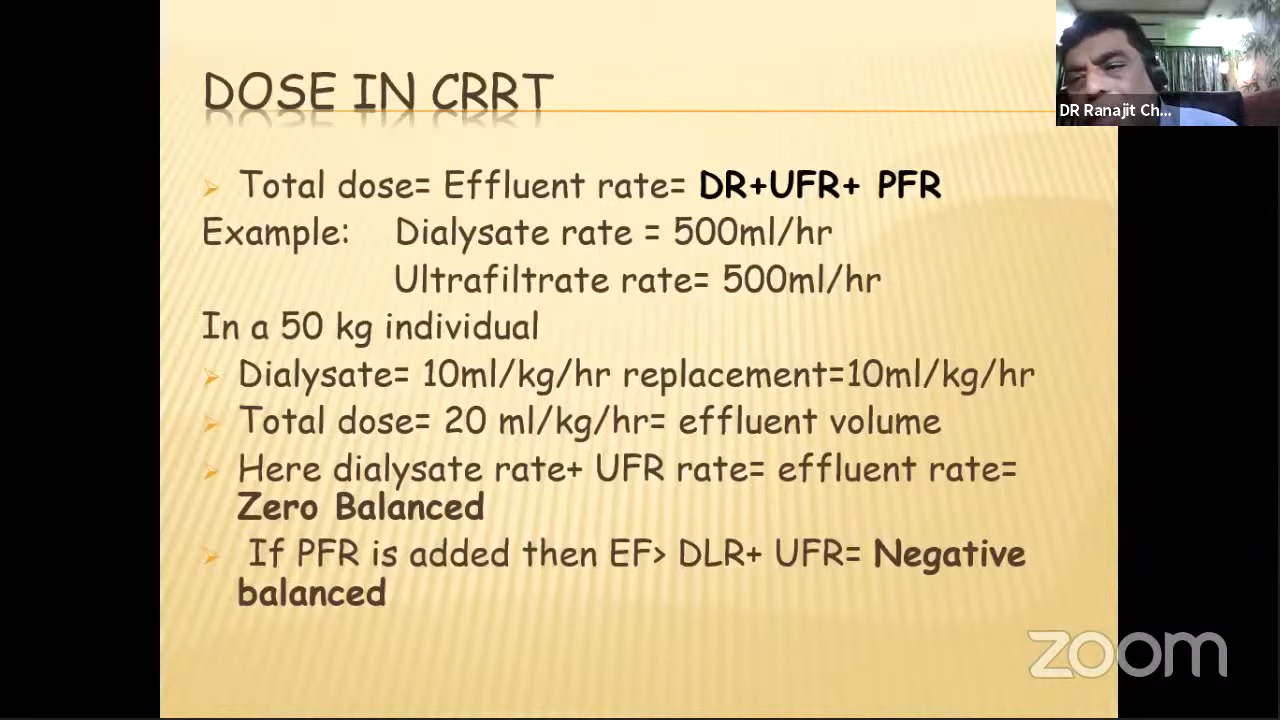 DOSE IN CRRT
DR Ranajit Ch...
Total dose= Effluent rate= DR+UFR+ PFR
Example: Dialysate rate = 500ml/hr
Ultrafiltrate rate= 500ml/hr
In a 50 kg individual
Dialysate= 10ml/kg/hr replacement=10ml/kg/hr
Total dose= 20 ml/kg/hr= effluent volume
Here dialysate rate+ UFR rate= effluent rate=
Zero Balanced
If PFR is added then EF> DLR+ UFR= Negative
balanced
zoom